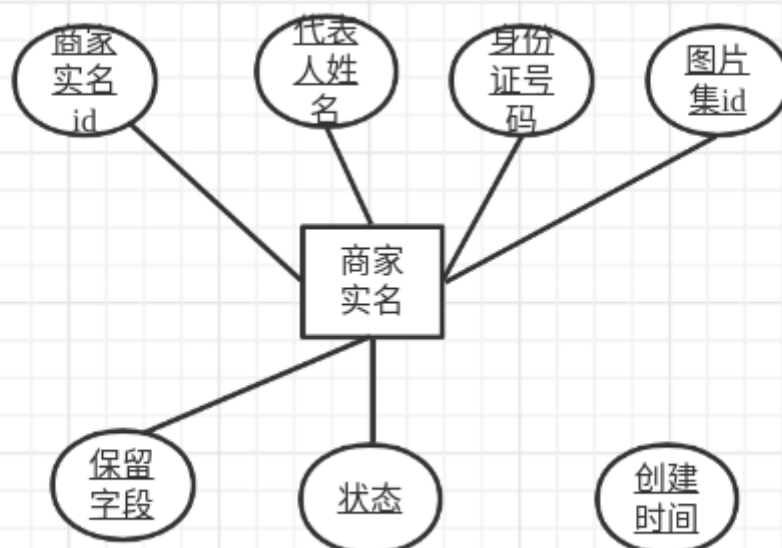 商家
实名
id
代表
人姓
名
身份
证号
码
图片
集id
商家
实名
保留
字段
状态
创建
时间